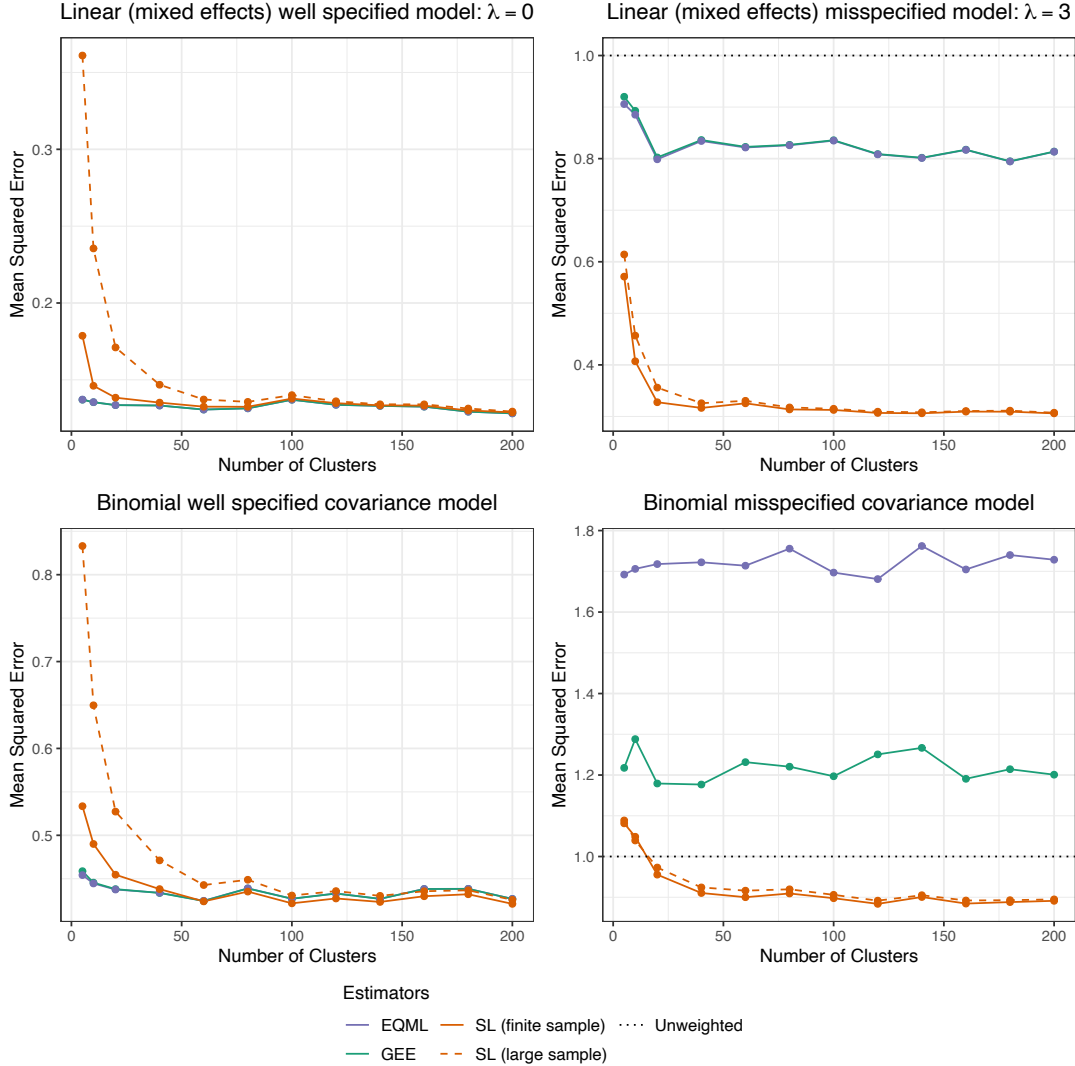 Linear (mixed effects) well specified model: λ = 0
Mean Squared Error
0.3
0.2
0
50
100
150
200
Number of Clusters
Linear (mixed effects) misspecified model: λ = 3
Mean Squared Error
1.0
0.8
0.6
0.4
0
50
100
150
200
Number of Clusters
Binomial well specified covariance model
Mean Squared Error
0.8
0.7
0.6
0.5
0
50
100
150
200
Number of Clusters
Binomial misspecified covariance model
Mean Squared Error
1.8
1.6
1.4
1.2
1.0
0
50
100
150
200
Number of Clusters
Estimators
EQML
SL (finite sample)
Unweighted
GEE
SL (large sample)